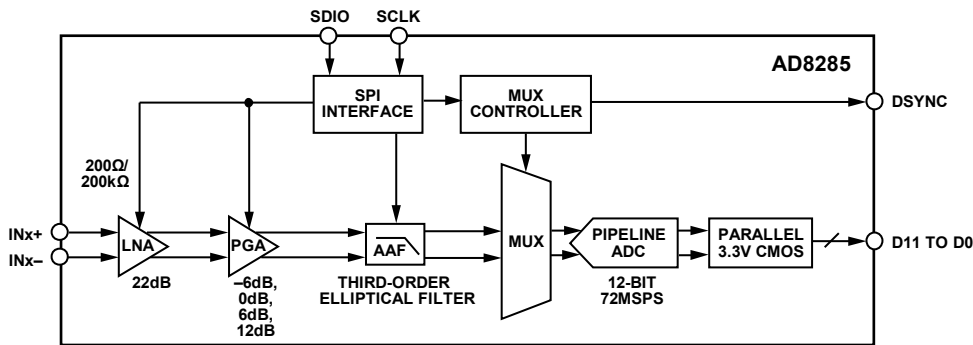 SDIO
SCLK
AD8285
SPI
INTERFACE
MUX
CONTROLLER
DSYNC
200Ω/
200kΩ
INx+
INx–
LNA
22dB
PGA
–6dB,
0dB,
6dB,
12dB
AAF
THIRD-ORDER
ELLIPTICAL FILTER
MUX
PIPELINE
ADC
12-BIT
72MSPS
PARALLEL
3.3V CMOS
D11 TO D0